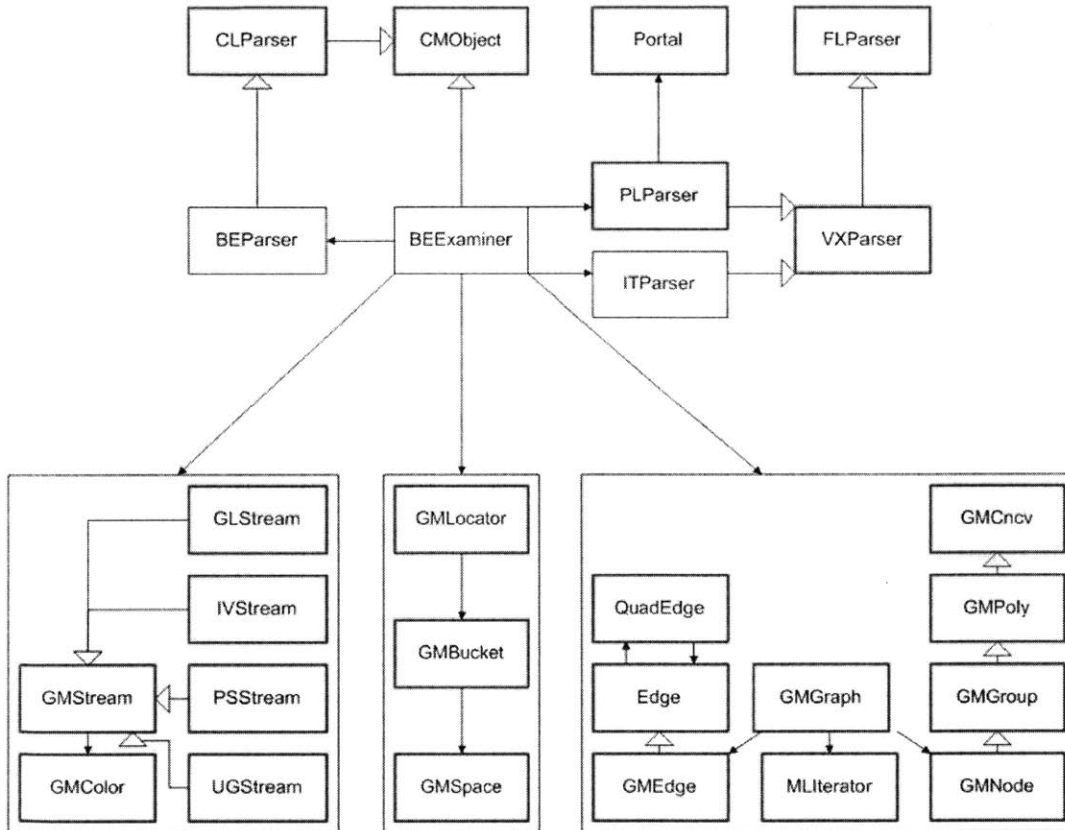 CLParser
CMObject
Portal
FLParser
PLParser
BEParser
BEExaminer
VXParser
ITParser
GLStream
GMLocator
GMCncv
IVStream
QuadEdge
GMPoly
GMBucket
GMStream
PSStream
Edge
GMGraph
GMGroup
GMColor
UGStream
GMSpace
GMEdge
MLIterator
GMNode